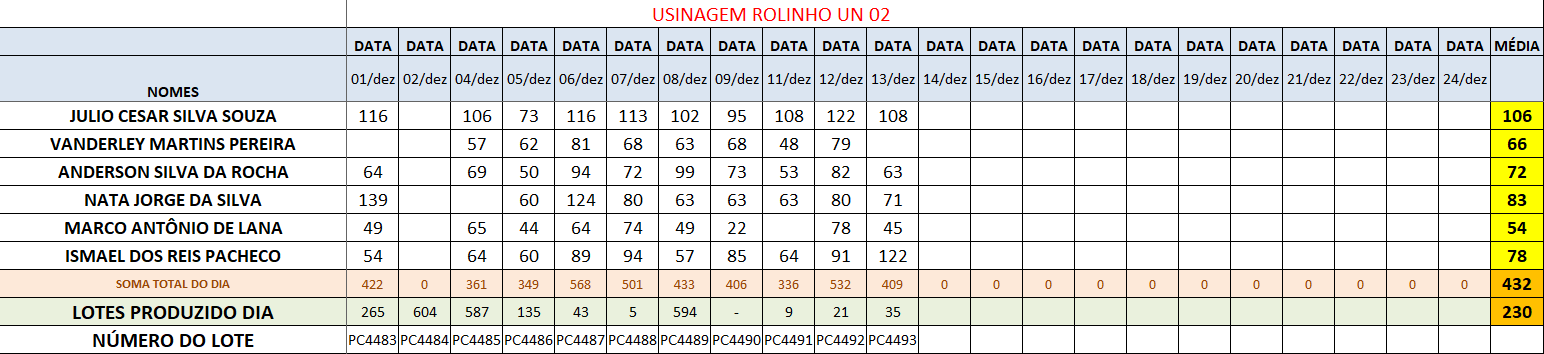 USINAGEM ROLINHO UN 02
DATA DATA DATA DATA DATA DATA DATA DATA DATA DATA DATA DATA DATA DATA DATA DATA DATA DATA DATA DATA DATA DATA MÉDIA
NOMES 01/dez 02/dez 04/dez 05/dez 06/dez 07/dez 08/dez 09/dez 11/dez 12/dez 13/dez 14/dez 15/dez 16/dez 17/dez 18/dez 19/dez 20/dez 21/dez 22/dez 23/dez 24/dez
JULIO CESAR SILVA SOUZA 116 106 73 116 113 102 95 108 122 108 106
VANDERLEY MARTINS PEREIRA 57 62 81 68 63 68 48 79 66
ANDERSON SILVA DA ROCHA 64 69 50 94 72 99 73 53 82 63 72
NATA JORGE DA SILVA 139 60 124 80 63 63 63 80 71 83
MARCO ANTÔNIO DE LANA 49 65 44 64 74 49 22 78 45 54
ISMAEL DOS REIS PACHECO 54 64 60 89 94 57 85 64 91 122 78
SOMA TOTAL DO DIA 422 0 361 349 568 501 433 406 336 532 409 0 0 0 0 0 0 0 0 0 0 0 432
LOTES PRODUZIDO DIA 265 604 587 135 43 5 594 - 9 21 35 230
NÚMERO DO LOTE PC4483 PC4484 PC4485 PC4486 PC4487 PC4488 PC4489 PC4490 PC4491 PC4492 PC4493